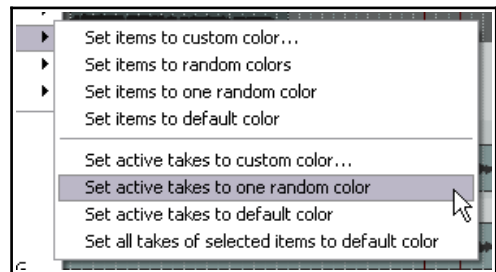 Set items to custom color...
Set items to random colors
Set items to one random color
Set items to default color
Set active takes to custom color...
Set active takes to one random color
Set active takes to default color
Set all takes of selected items to default color